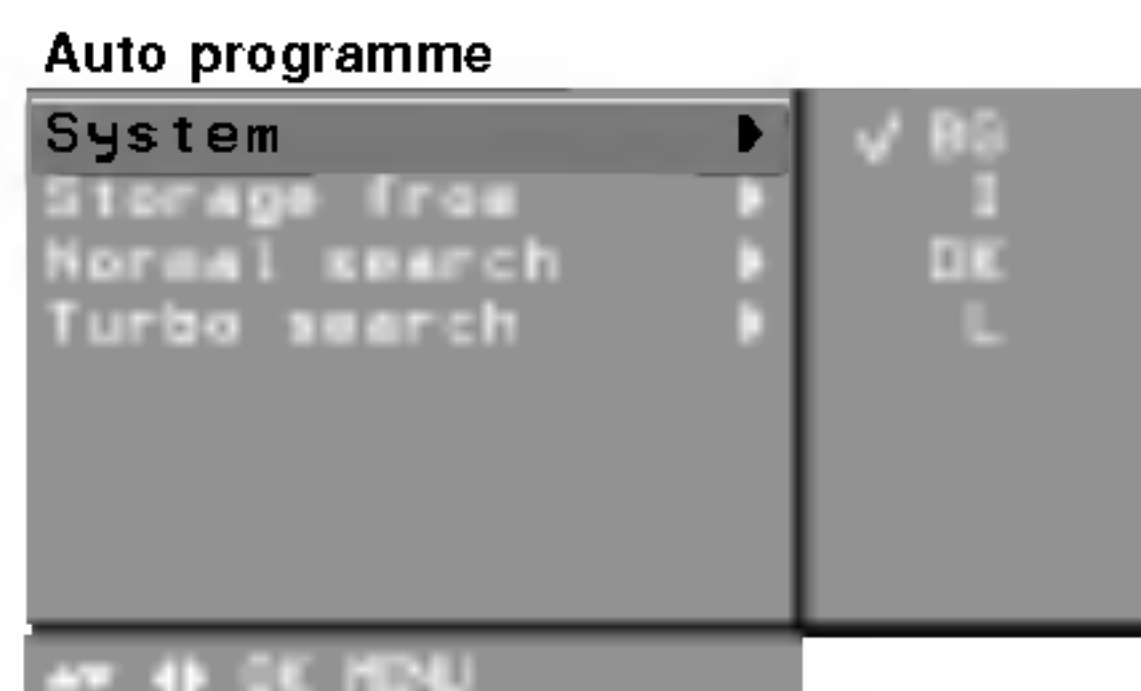 Auto programme
System ▶ ✓ BG
Storage from ▶ I
Normal search ▶ DK
Turbo search ▶ L
▲▼ ◀▶ OK MENU